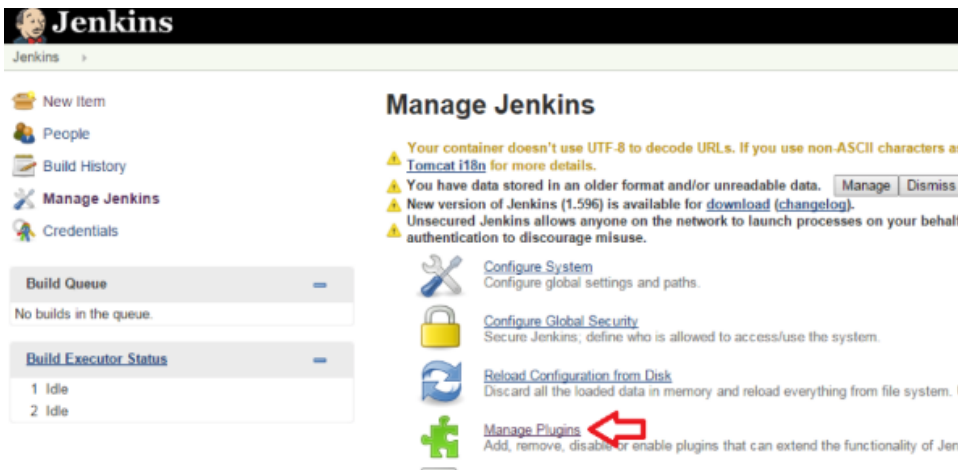 Jenkins
Jenkins
New Item
People
Build History
Manage Jenkins
Credentials
Build Queue
No builds in the queue.
Build Executor Status
1 Idle
2 Idle
Manage Jenkins
Your container doesn't use UTF-8 to decode URLs. If you use non-ASCII characters as
Tomcat i18n for more details.
You have data stored in an older format and/or unreadable data. Manage Dismiss
New version of Jenkins (1.596) is available for download (changelog).
Unsecured Jenkins allows anyone on the network to launch processes on your behalf
authentication to discourage misuse.
Configure System
Configure global settings and paths.
Configure Global Security
Secure Jenkins; define who is allowed to access/use the system.
Reload Configuration from Disk
Discard all the loaded data in memory and reload everything from file system.
Manage Plugins
Add, remove, disable or enable plugins that can extend the functionality of Jen